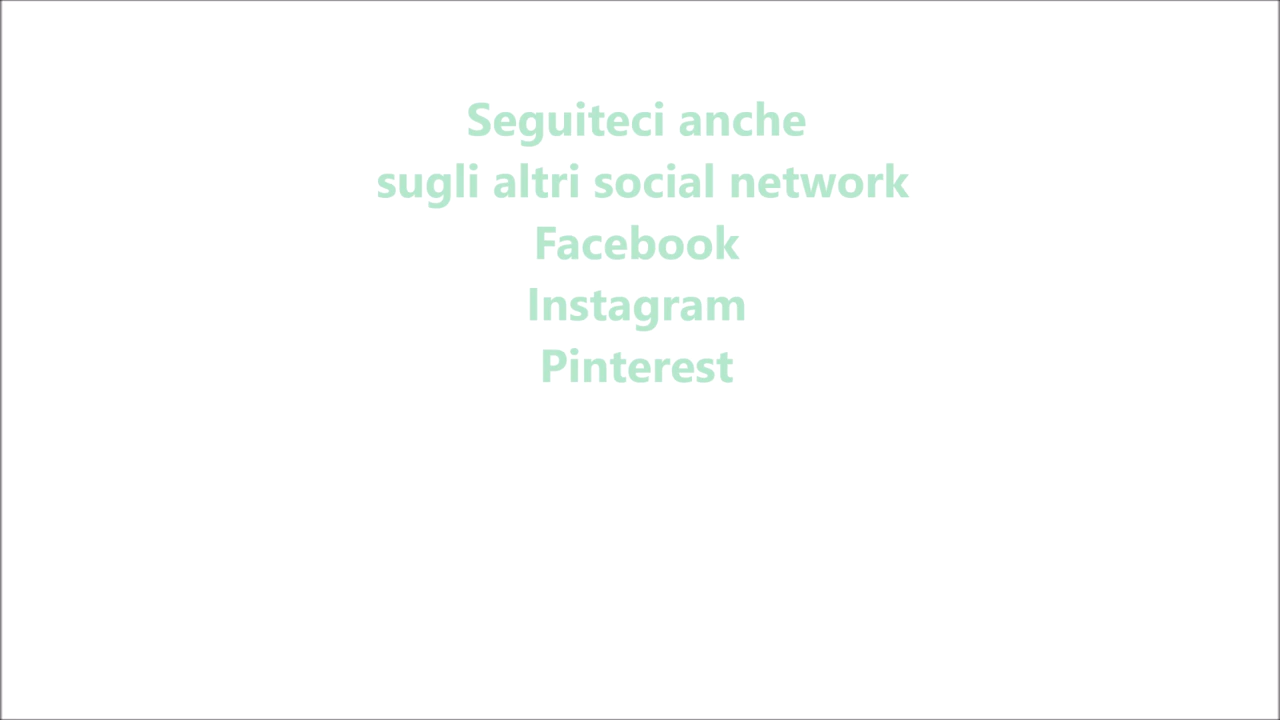 Seguiteci anche
sugli altri social network
Facebook
Instagram
Pinterest